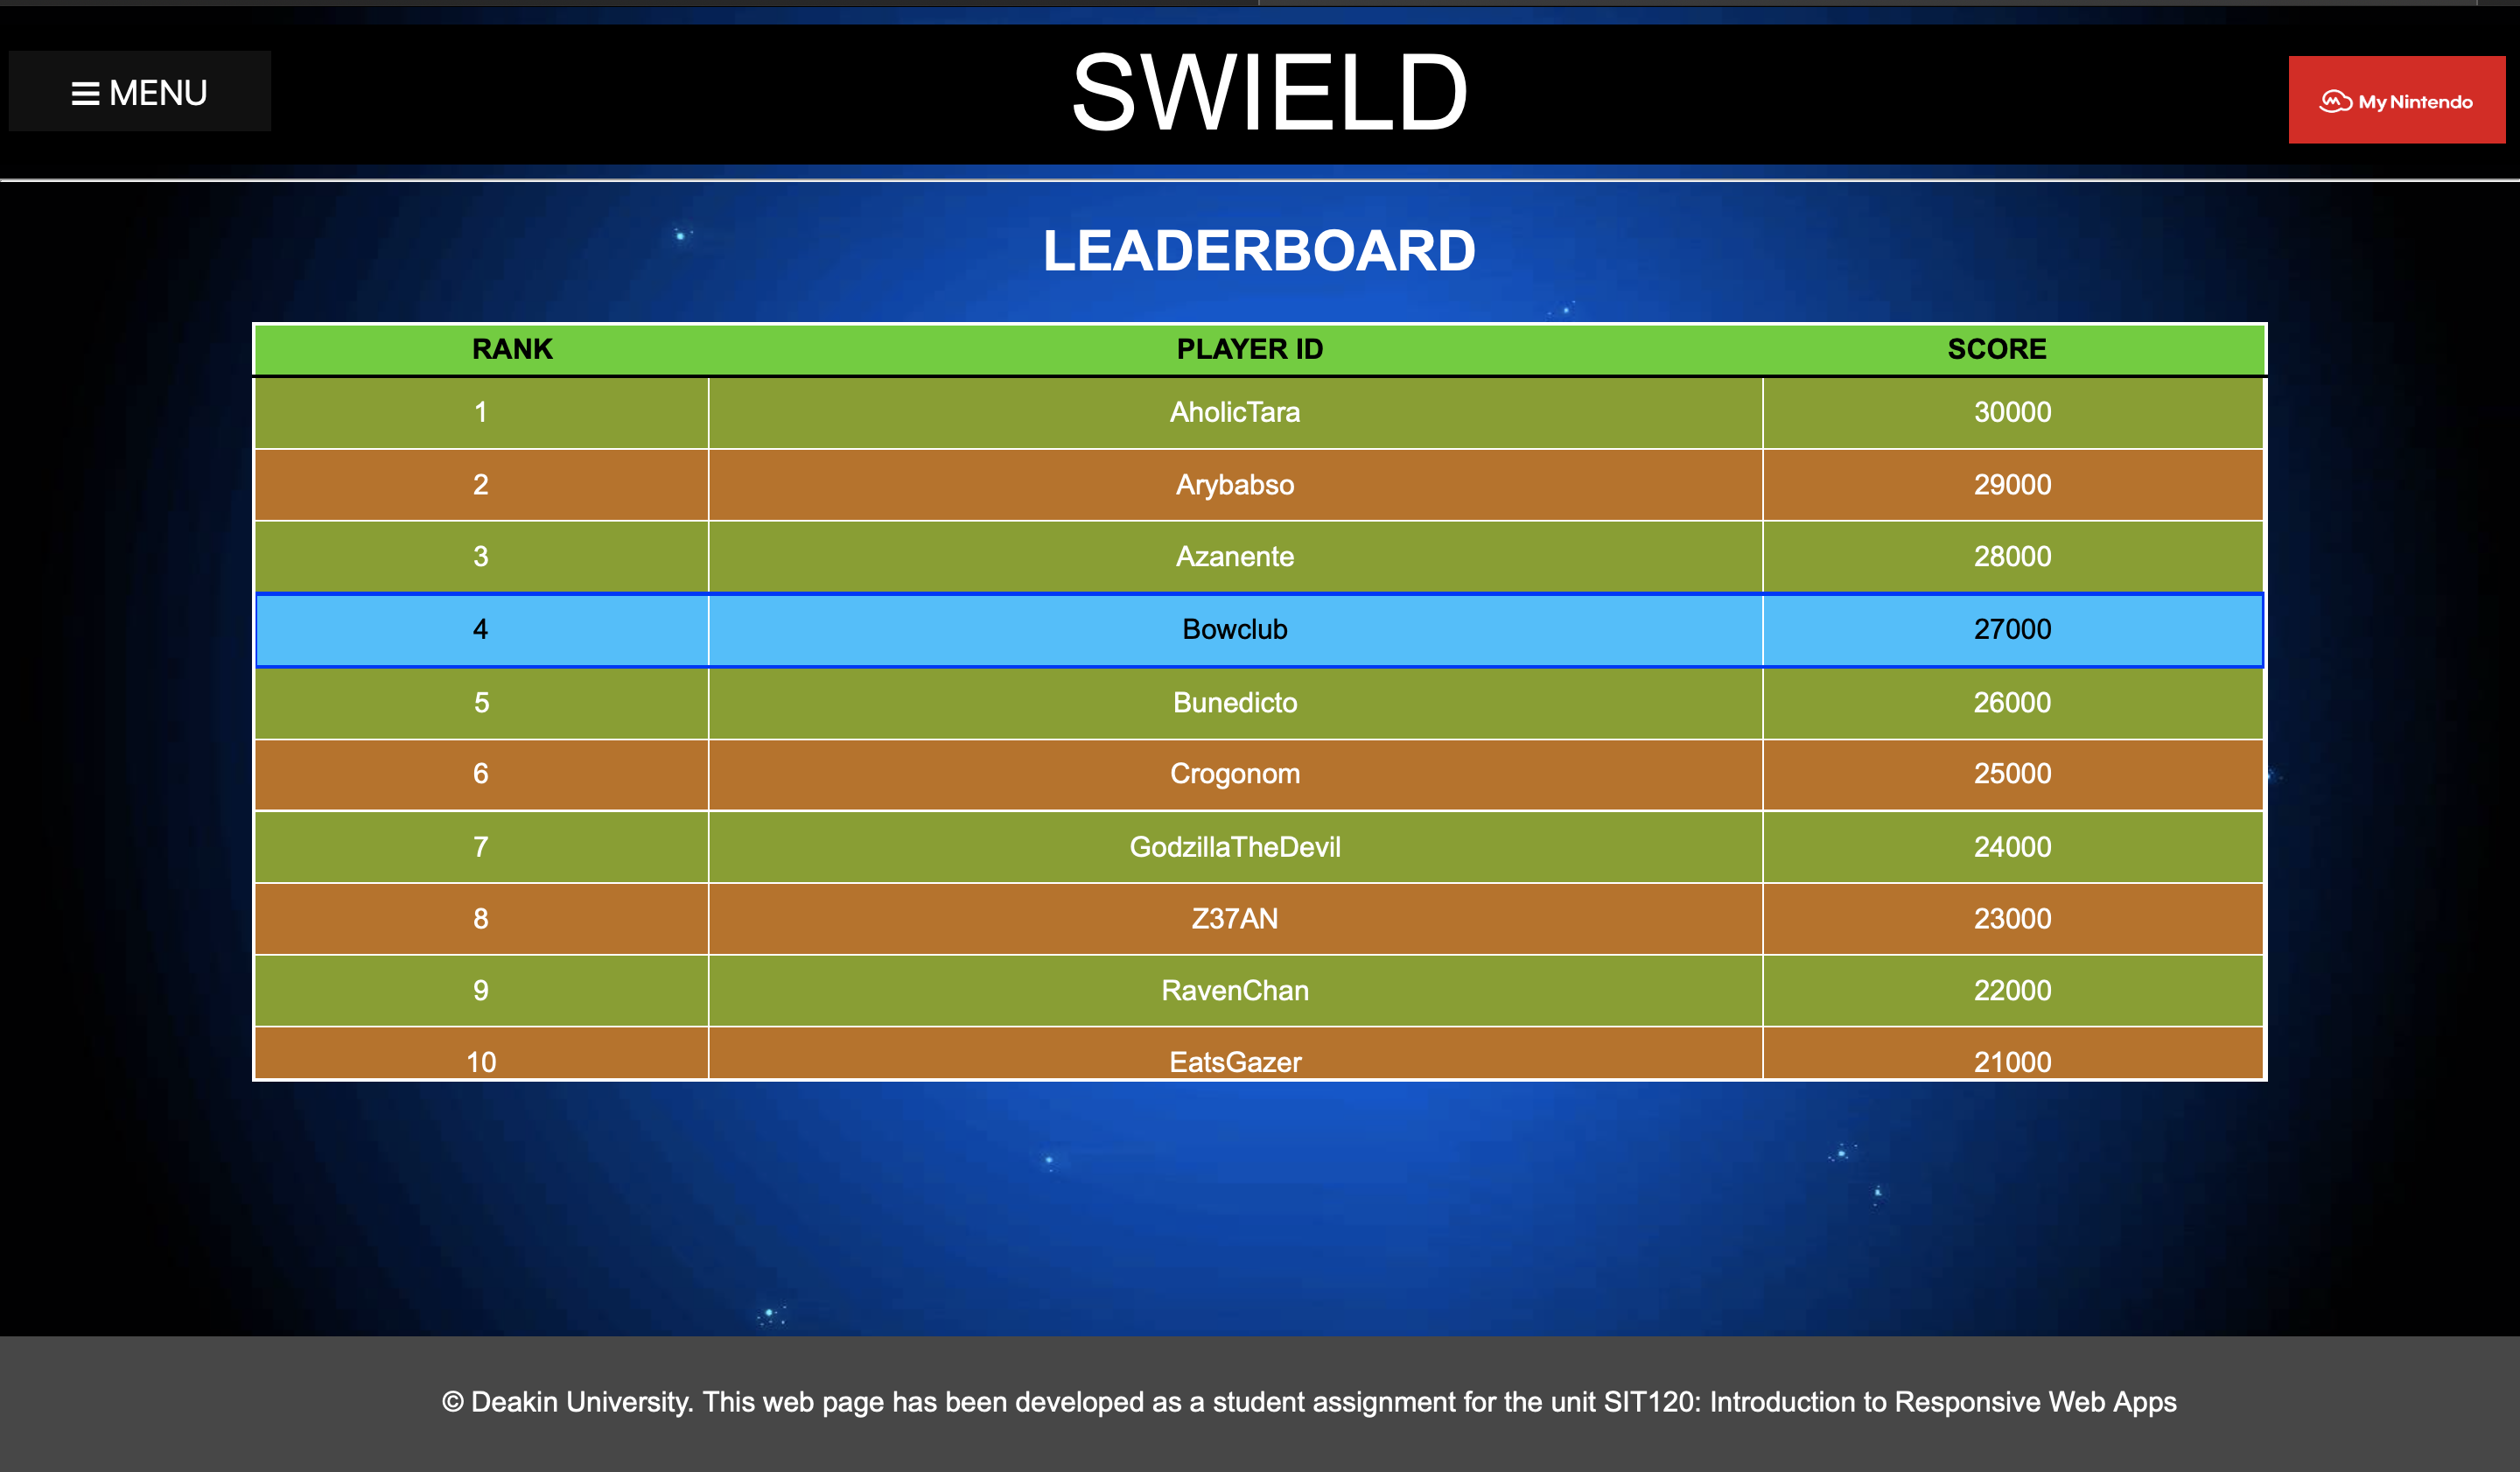 MENU
SWIELD
My Nintendo
LEADERBOARD
RANK PLAYER ID SCORE
1 AholicTara 30000
2 Arybabso 29000
3 Azanente 28000
4 Bowclub 27000
5 Bunedicto 26000
6 Crogonom 25000
7 GodzillaTheDevil 24000
8 Z37AN 23000
9 RavenChan 22000
10 EatsGazer 21000
© Deakin University. This web page has been developed as a student assignment for the unit SIT120: Introduction to Responsive Web Apps